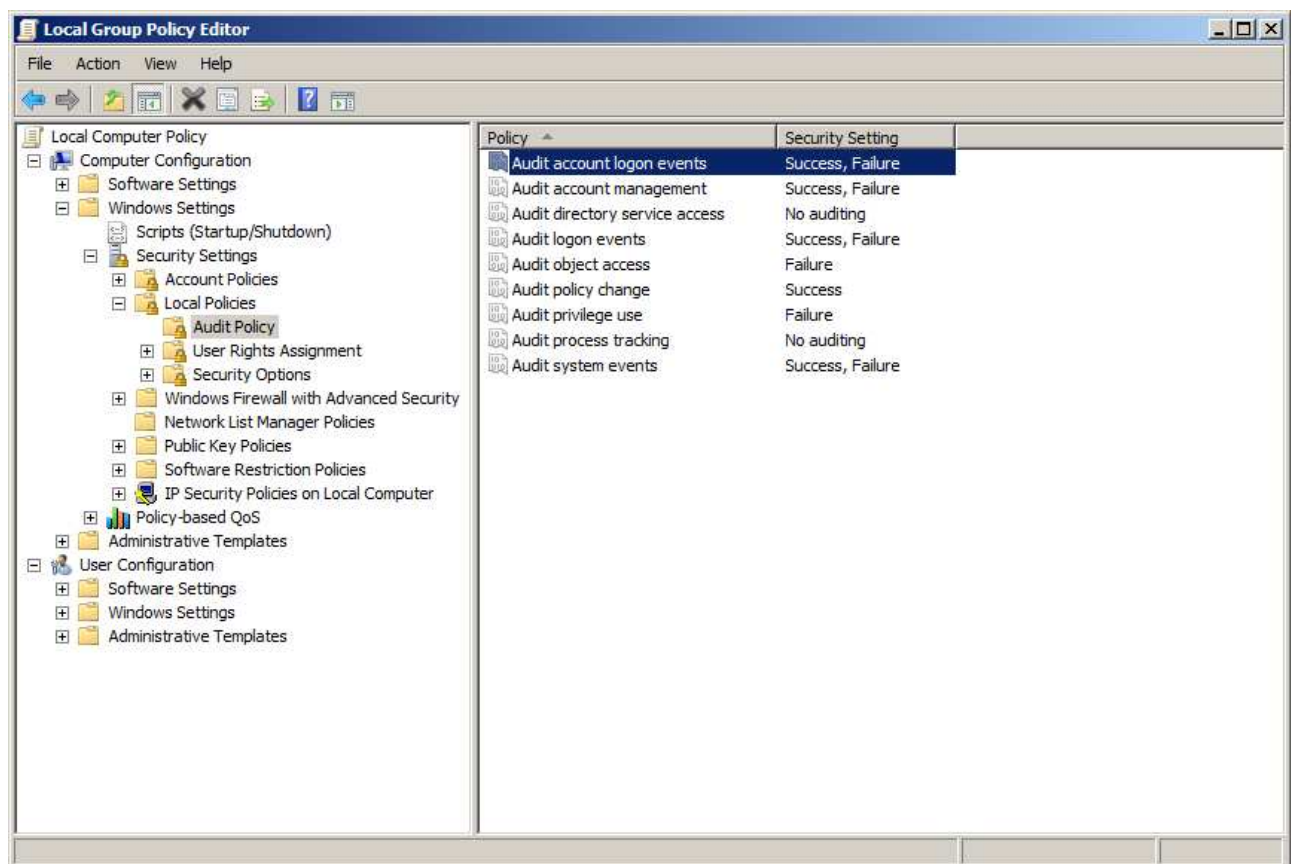 Local Group Policy Editor
File Action View Help
Local Computer Policy
Computer Configuration
Software Settings
Windows Settings
Scripts (Startup/Shutdown)
Security Settings
Account Policies
Local Policies
Audit Policy
User Rights Assignment
Security Options
Windows Firewall with Advanced Security
Network List Manager Policies
Public Key Policies
Software Restriction Policies
IP Security Policies on Local Computer
Policy-based QoS
Administrative Templates
User Configuration
Software Settings
Windows Settings
Administrative Templates
Policy Security Setting
Audit account logon events Success, Failure
Audit account management Success, Failure
Audit directory service access No auditing
Audit logon events Success, Failure
Audit object access Failure
Audit policy change Success
Audit privilege use Failure
Audit process tracking No auditing
Audit system events Success, Failure